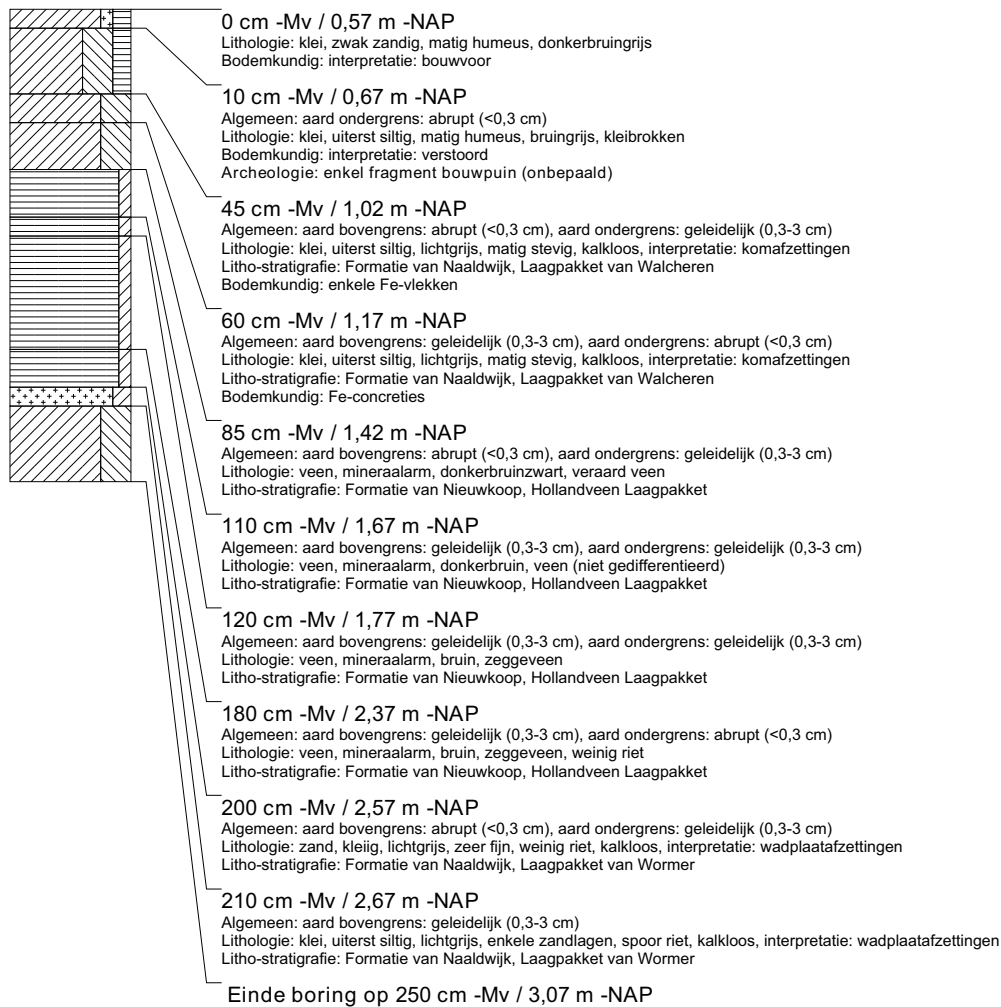 0 cm -Mv / 0,57 m -NAP
Lithologie: klei, zwak zandig, matig humeus, donkerbruingrijs
Bodemkundig: interpretatie: bouwvoor
10 cm -Mv / 0,67 m -NAP
Algemeen: aard ondergrens: abrupt (<0,3 cm)
Lithologie: klei, uiterst siltig, matig humeus, bruingrijs, kleibrokken
Bodemkundig: interpretatie: verstoord
Archeologie: enkel fragment bouwpuin (onbepaald)
45 cm -Mv / 1,02 m -NAP
Algemeen: aard bovengrens: abrupt (<0,3 cm), aard ondergrens: geleidelijk (0,3-3 cm)
Lithologie: klei, uiterst siltig, lichtgrijs, matig stevig, kalkloos, interpretatie: komafzettingen
Litho-stratigrafie: Formatie van Naaldwijk, Laagpakket van Walcheren
Bodemkundig: enkele Fe-vlekken
60 cm -Mv / 1,17 m -NAP
Algemeen: aard bovengrens: geleidelijk (0,3-3 cm), aard ondergrens: abrupt (<0,3 cm)
Lithologie: klei, uiterst siltig, lichtgrijs, matig stevig, kalkloos, interpretatie: komafzettingen
Litho-stratigrafie: Formatie van Naaldwijk, Laagpakket van Walcheren
Bodemkundig: Fe-concreties
85 cm -Mv / 1,42 m -NAP
Algemeen: aard bovengrens: abrupt (<0,3 cm), aard ondergrens: geleidelijk (0,3-3 cm)
Lithologie: veen, mineraalarm, donkerbruinzwart, veraard veen
Litho-stratigrafie: Formatie van Nieuwkoop, Hollandveen Laagpakket
110 cm -Mv / 1,67 m -NAP
Algemeen: aard bovengrens: geleidelijk (0,3-3 cm), aard ondergrens: geleidelijk (0,3-3 cm)
Lithologie: veen, mineraalarm, donkerbruin, veen (niet gedifferentieerd)
Litho-stratigrafie: Formatie van Nieuwkoop, Hollandveen Laagpakket
120 cm -Mv / 1,77 m -NAP
Algemeen: aard bovengrens: geleidelijk (0,3-3 cm), aard ondergrens: geleidelijk (0,3-3 cm)
Lithologie: veen, mineraalarm, bruin, zeggeveen
Litho-stratigrafie: Formatie van Nieuwkoop, Hollandveen Laagpakket
180 cm -Mv / 2,37 m -NAP
Algemeen: aard bovengrens: geleidelijk (0,3-3 cm), aard ondergrens: abrupt (<0,3 cm)
Lithologie: veen, mineraalarm, bruin, zeggeveen, weinig riet
Litho-stratigrafie: Formatie van Nieuwkoop, Hollandveen Laagpakket
200 cm -Mv / 2,57 m -NAP
Algemeen: aard bovengrens: abrupt (<0,3 cm), aard ondergrens: geleidelijk (0,3-3 cm)
Lithologie: zand, kleiig, lichtgrijs, zeer fijn, weinig riet, kalkloos, interpretatie: wadplaatafzettingen
Litho-stratigrafie: Formatie van Naaldwijk, Laagpakket van Wormer
210 cm -Mv / 2,67 m -NAP
Algemeen: aard bovengrens: geleidelijk (0,3-3 cm)
Lithologie: klei, uiterst siltig, lichtgrijs, enkele zandlagen, spoor riet, kalkloos, interpretatie: wadplaatafzettingen
Litho-stratigrafie: Formatie van Naaldwijk, Laagpakket van Wormer
Einde boring op 250 cm -Mv / 3,07 m -NAP